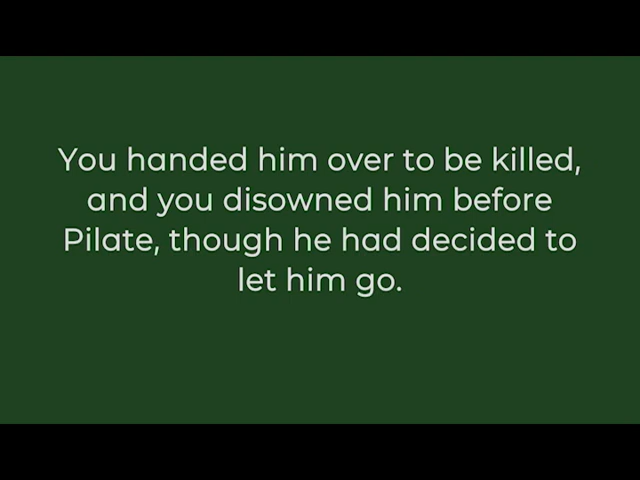 You handed him over to be killed,
and you disowned him before
Pilate, though he had decided to
let him go.